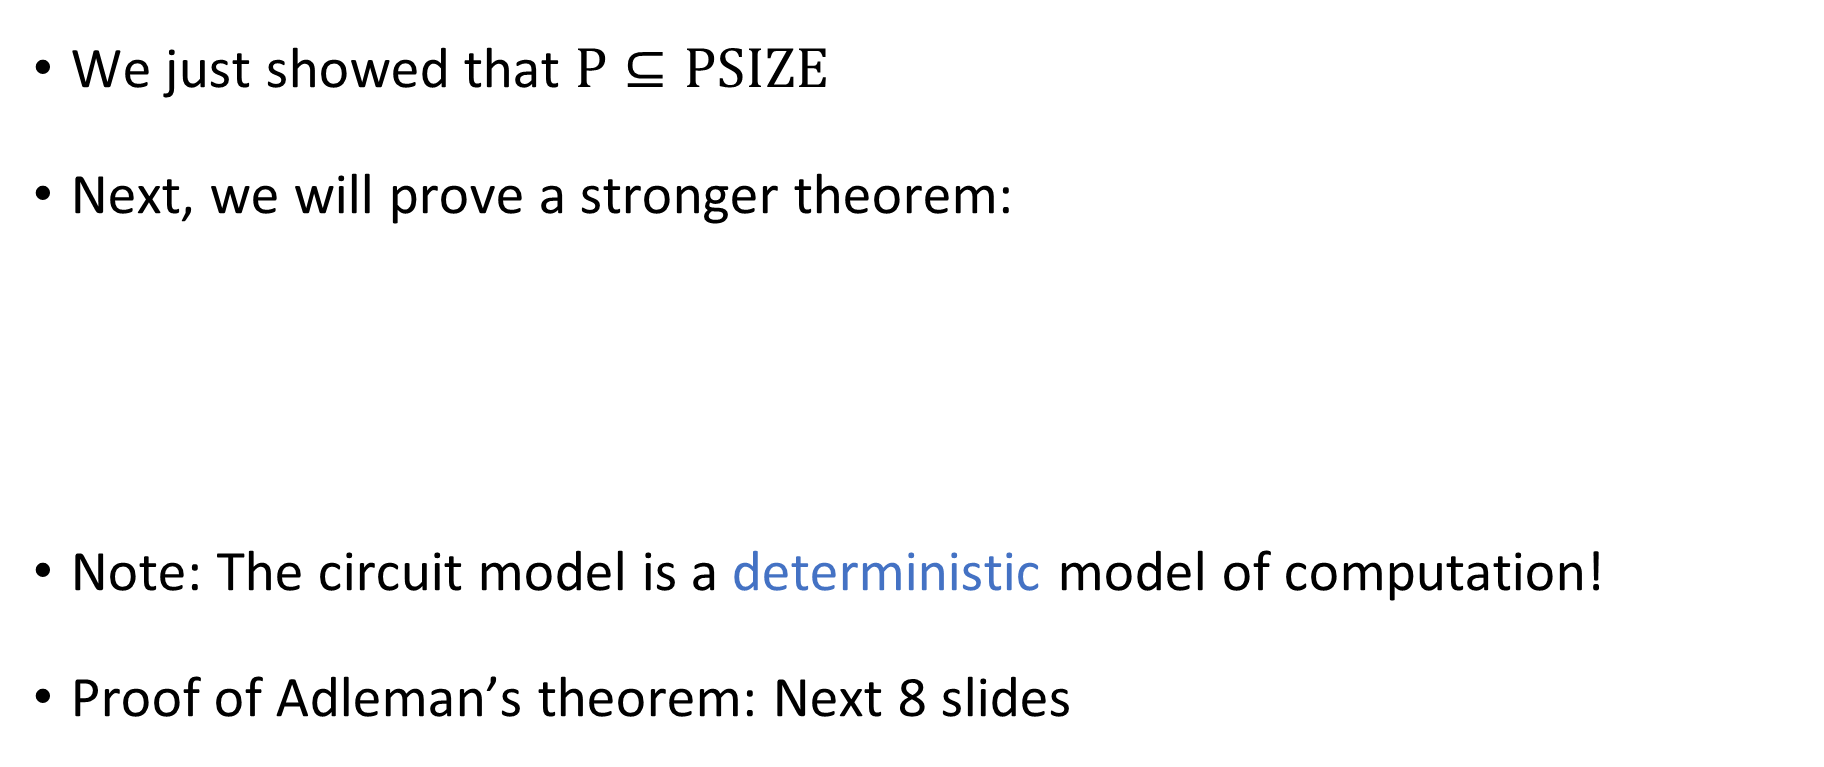 • We just showed that P ⊆ PSIZE
• Next, we will prove a stronger theorem:
• Note: The circuit model is a deterministic model of computation!
• Proof of Adleman’s theorem: Next 8 slides